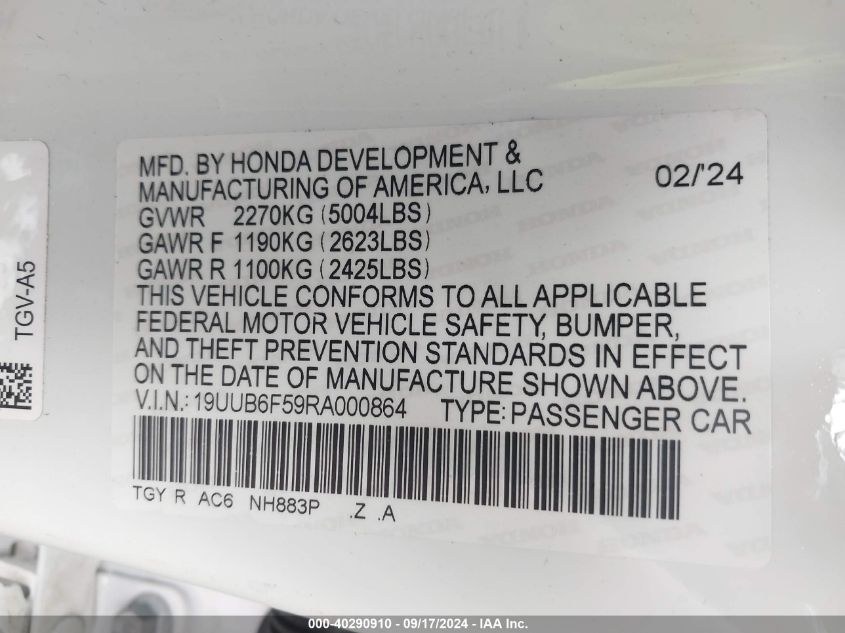 MFD. BY HONDA DEVELOPMENT &
MANUFACTURING OF AMERICA, LLC 02/'24
GVWR 2270KG (5004LBS)
GAWR F 1190KG (2623LBS)
GAWR R 1100KG (2425LBS)
THIS VEHICLE CONFORMS TO ALL APPLICABLE
FEDERAL MOTOR VEHICLE SAFETY, BUMPER,
AND THEFT PREVENTION STANDARDS IN EFFECT
ON THE DATE OF MANUFACTURE SHOWN ABOVE.
V.I.N.: 19UUB6F59RA000864 TYPE: PASSENGER CAR
TGY R AC6 NH883P .Z .A
TGV-A5
000-40290910 - 09/17/2024 - IAA Inc.